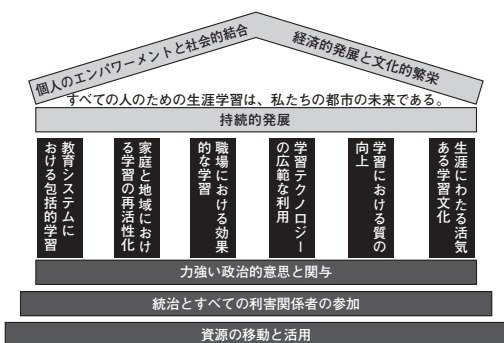 個人のエンパワーメントと社会的結合
経済的発展と文化的繁栄
すべての人のための生涯学習は、私たちの都市の未来である。
持続的発展
教育システムに
おける包括的学習
家庭と地域におけ
る学習の再活性化
職場における効果
的な学習
学習テクノロジー
の広範な利用
学習における質の
向上
生涯にわたる活気
ある学習文化
力強い政治的意思と関与
統治とすべての利害関係者の参加
資源の移動と活用